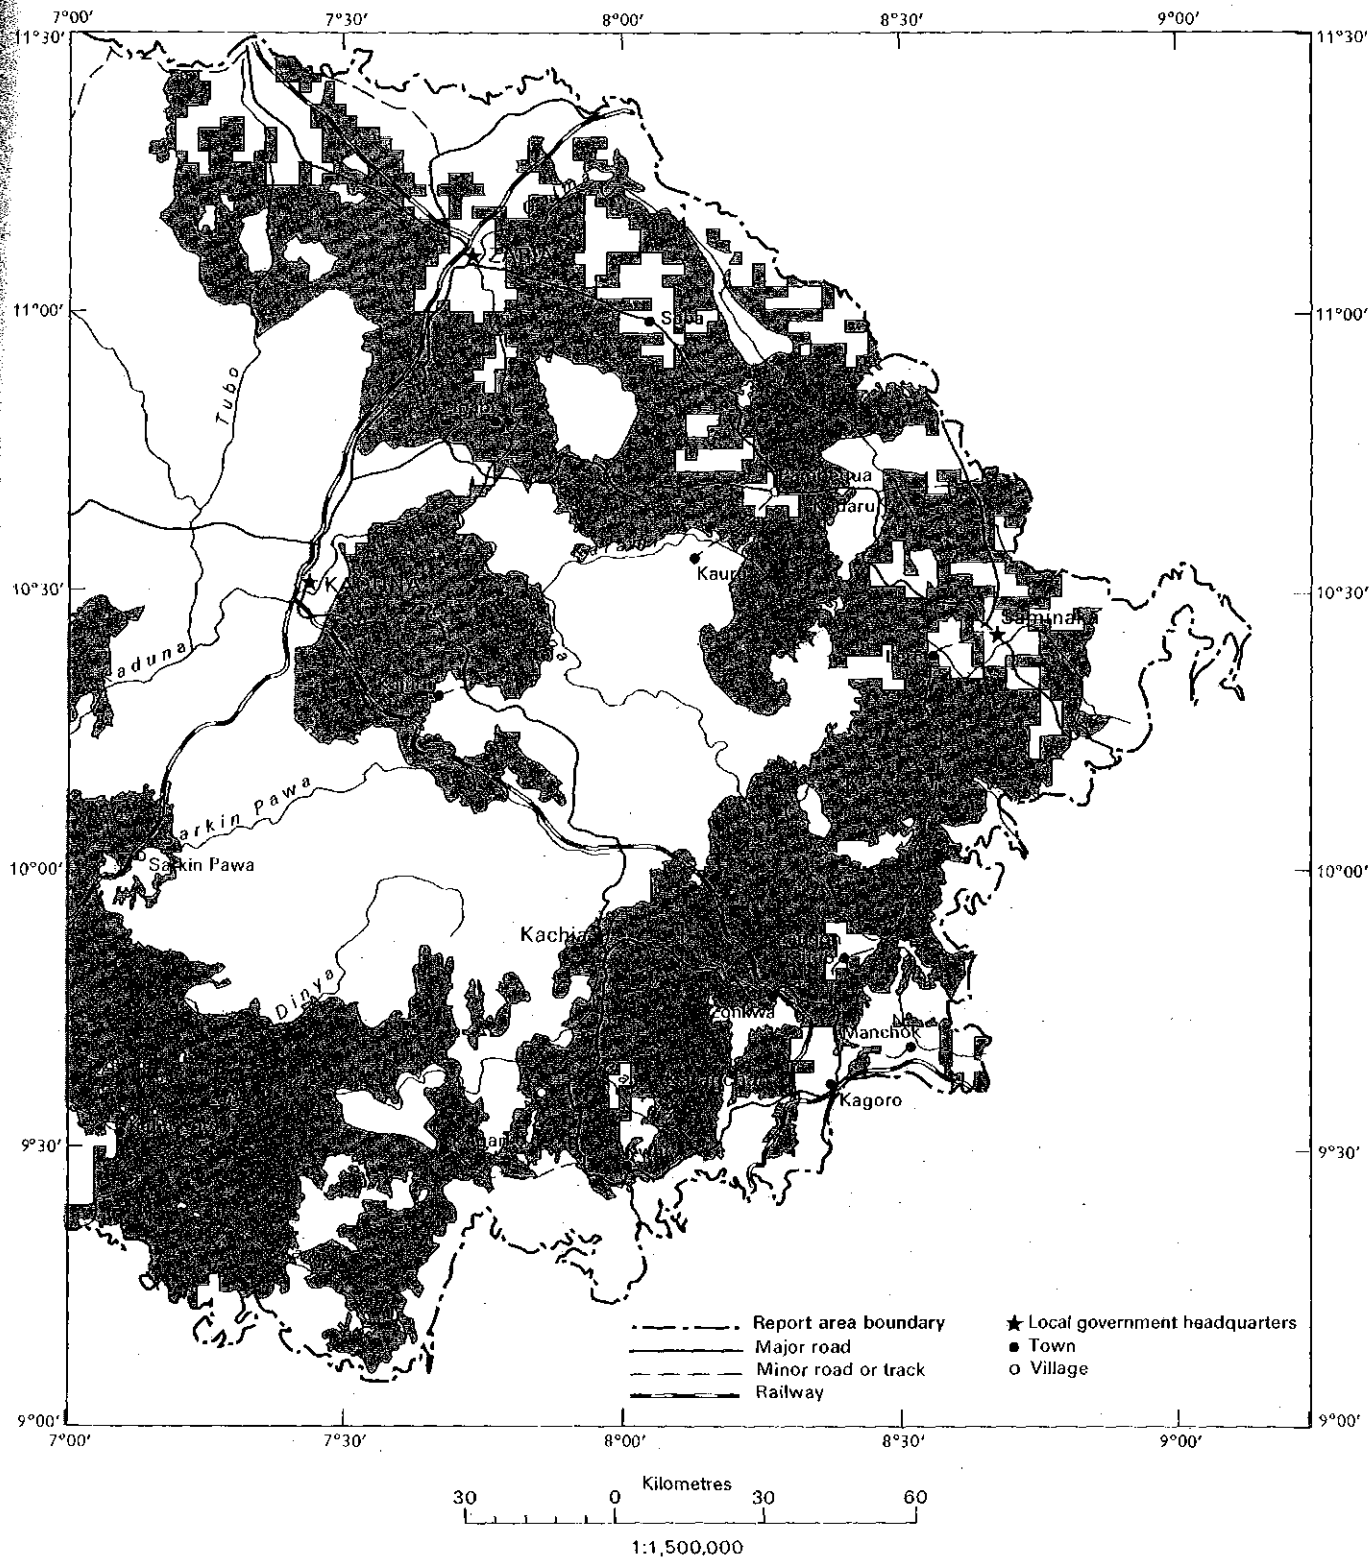 7°00′ 7°30′ 8°00′ 8°30′ 9°00′
11°30′ 11°30′
ZARIA
11°00′ 11°00′
Soba
Tubo
Kauru
10°30′ 10°30′
KADUNA
Saminaka
aduna
arkin Pawa
Sarkin Pawa
10°00′ 10°00′
Kachia
Dinya
Zonkwa
Manchok
Kagoro
9°30′ 9°30′
Report area boundary
Major road
Minor road or track
Railway
★ Local government headquarters
● Town
○ Village
9°00′ 9°00′
7°00′ 7°30′ 8°00′ 8°30′ 9°00′
Kilometres
30 0 30 60
1:1,500,000